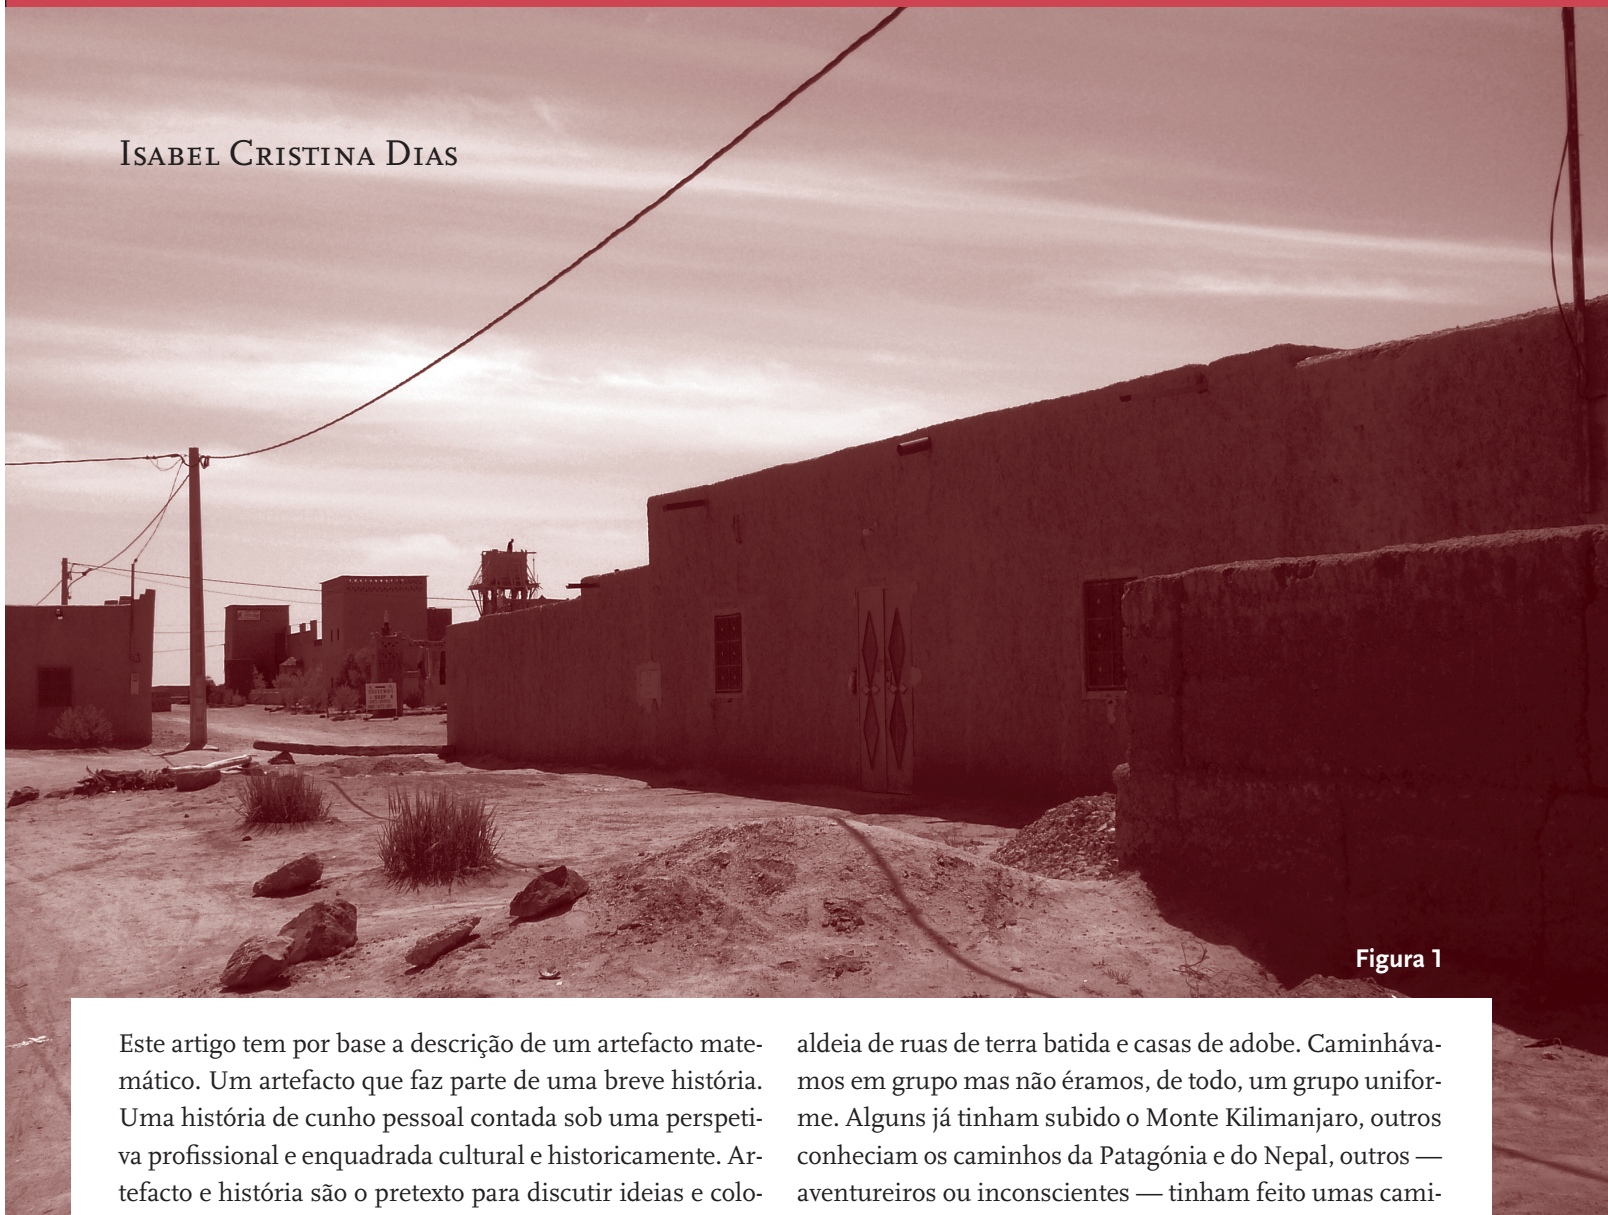 Isabel Cristina Dias
Figura 1
Este artigo tem por base a descrição de um artefacto mate-
mático. Um artefacto que faz parte de uma breve história.
Uma história de cunho pessoal contada sob uma perspeti-
va profissional e enquadrada cultural e historicamente. Ar-
tefacto e história são o pretexto para discutir ideias e colo-
aldeia de ruas de terra batida e casas de adobe. Caminháva-
mos em grupo mas não éramos, de todo, um grupo unifor-
me. Alguns já tinham subido o Monte Kilimanjaro, outros
conheciam os caminhos da Patagónia e do Nepal, outros —
aventureiros ou inconscientes — tinham feito umas cami-